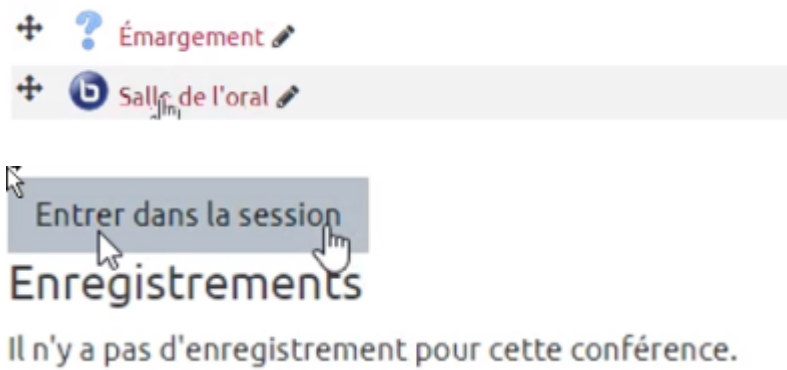 Émargement
Salle de l'oral
Entrer dans la session
Enregistrements
Il n'y a pas d'enregistrement pour cette conférence.